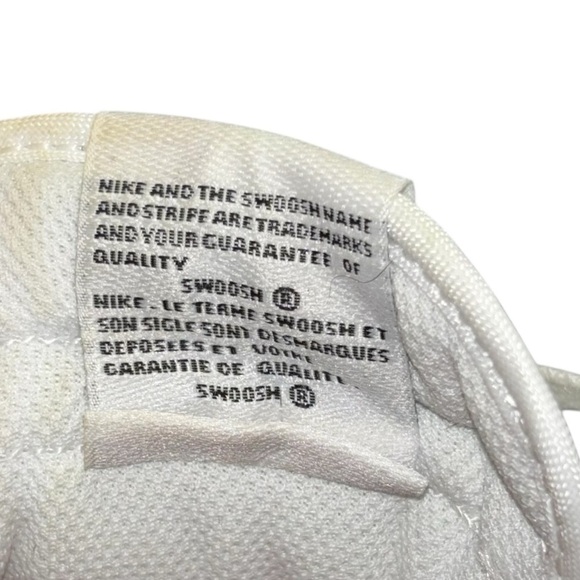 NIKE AND THE SWOOSH NAME
AND STRIPE ARE TRADEMARKS
AND YOUR GUARANTEE OF
QUALITY
SWOOSH ®
NIKE, LE TERME SWOOSH ET
SON SIGLE SONT DES MARQUES
DEPOSEES ET VOTRE
GARANTIE DE QUALITY
SWOOSH ®